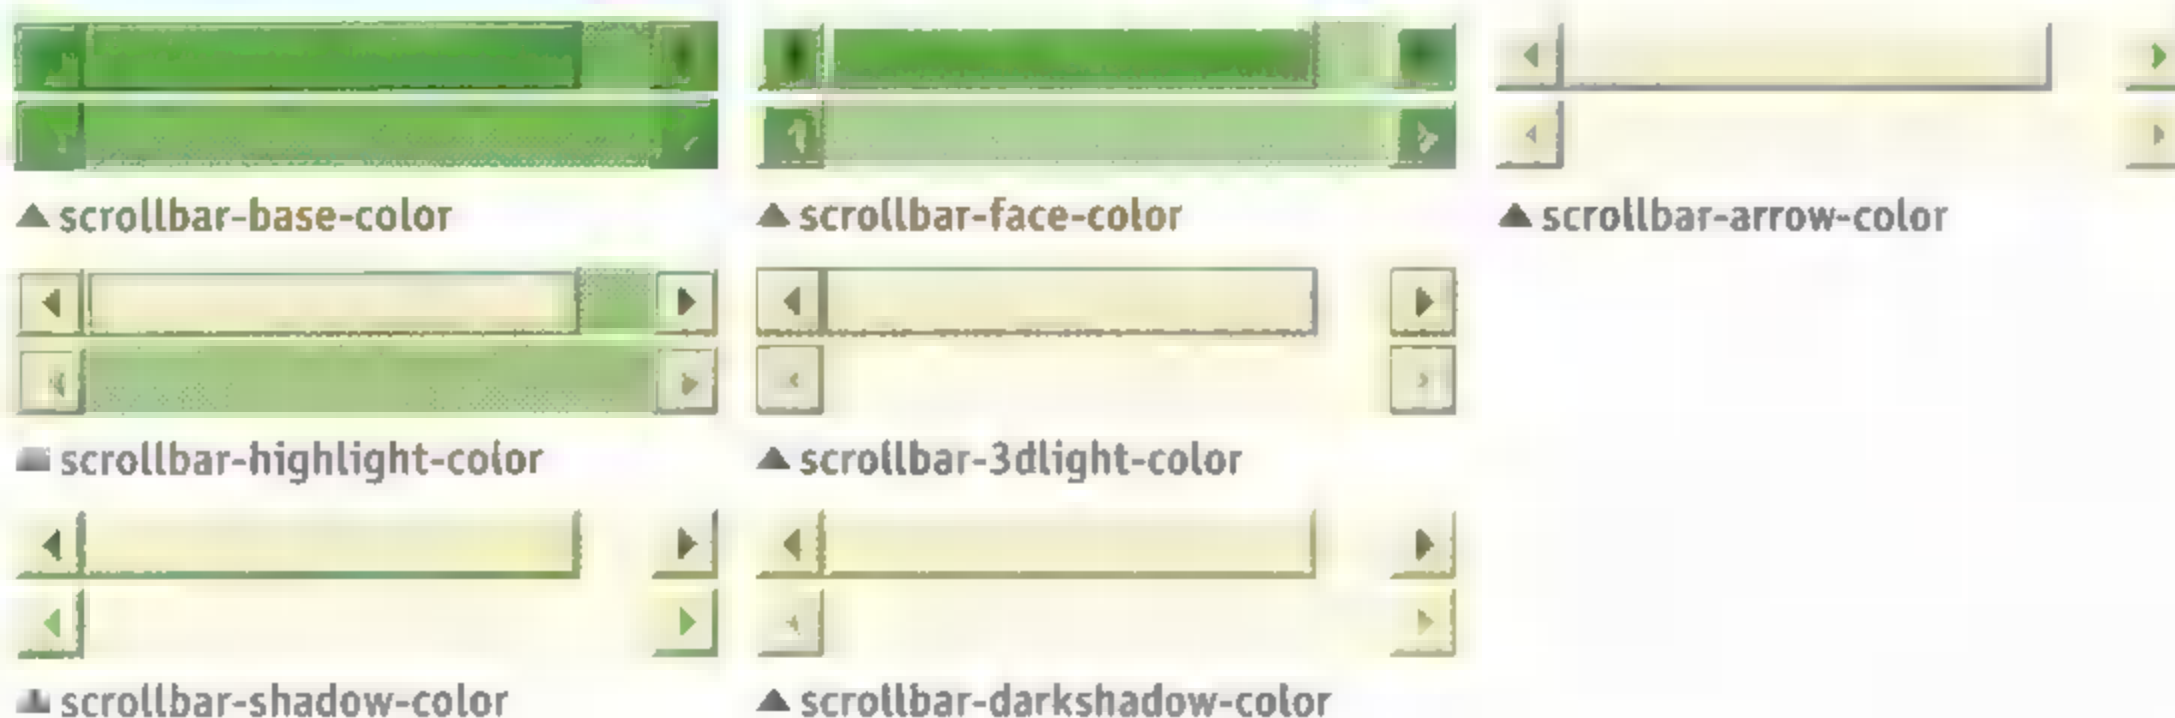 ▲ scrollbar-base-color
▲ scrollbar-face-color
▲ scrollbar-arrow-color
scrollbar-highlight-color
▲ scrollbar-3dlight-color
scrollbar-shadow-color
▲ scrollbar-darkshadow-color